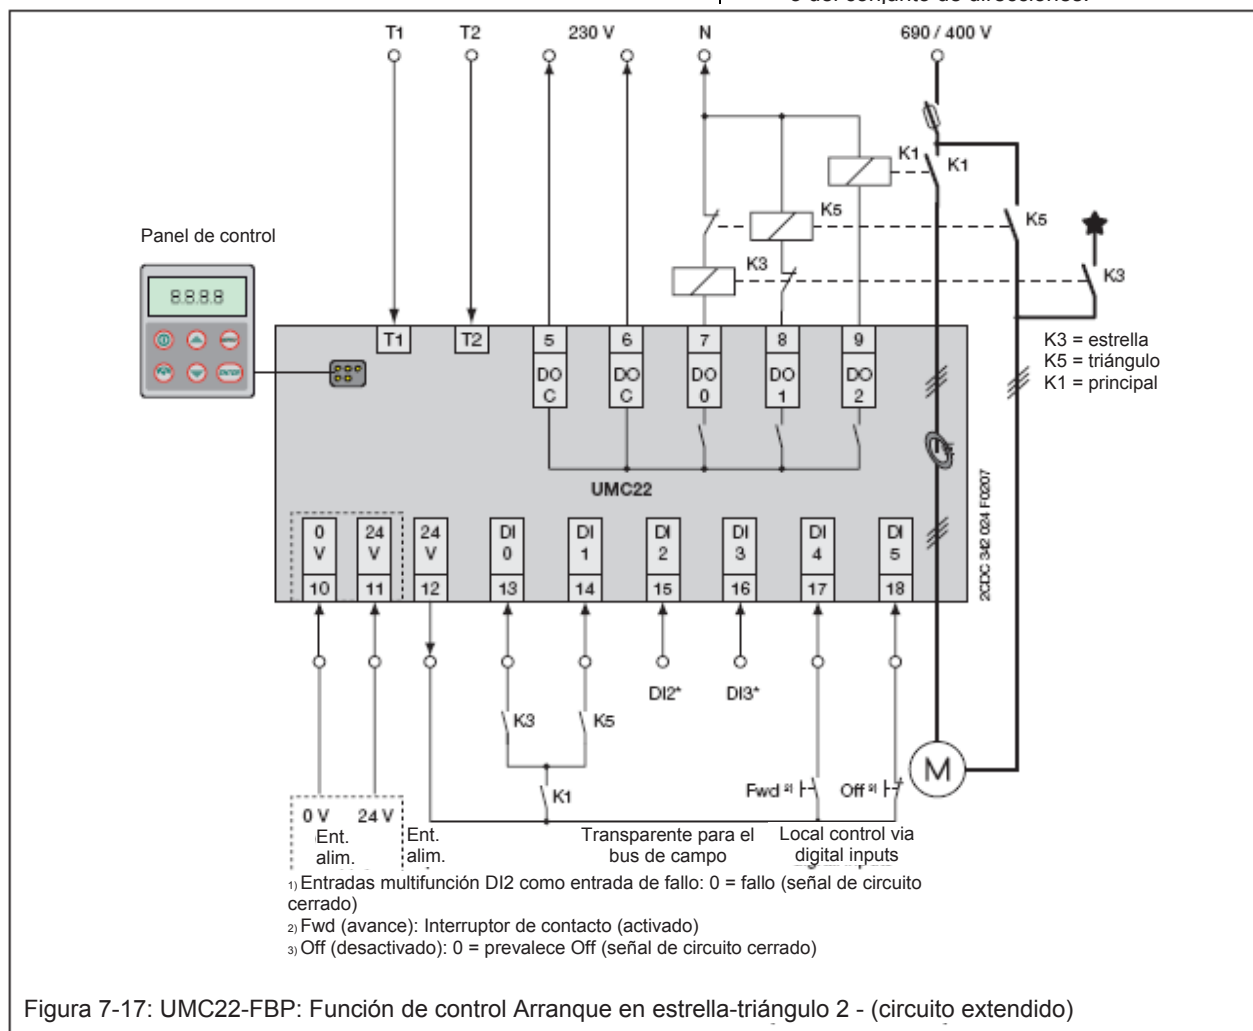 T1 T2 230 V N 690 / 400 V
K1 K1
K5 K5
K3 K3
Panel de control
8.8.8.8
MENU
ENTER
K3 = estrella
K5 = triángulo
K1 = principal
T1 T2 5 6 7 8 9
DO DO DO DO DO
C C 0 1 2
UMC22
2CDC 342 024 F0207
0 24 24 DI DI DI DI DI DI
V V V 0 1 2 3 4 5
10 11 12 13 14 15 16 17 18
DI2* DI3*
K3 K5
K1
Fwd ²⁾ Off ³⁾
0 V 24 V
Ent. Ent.
alim. alim.
Transparente para el
bus de campo
Local control via
digital inputs
1) Entradas multifunción DI2 como entrada de fallo: 0 = fallo (señal de circuito
cerrado)
2) Fwd (avance): Interruptor de contacto (activado)
3) Off (desactivado): 0 = prevalece Off (señal de circuito cerrado)
M
Figura 7-17: UMC22-FBP: Función de control Arranque en estrella-triángulo 2 - (circuito extendido)